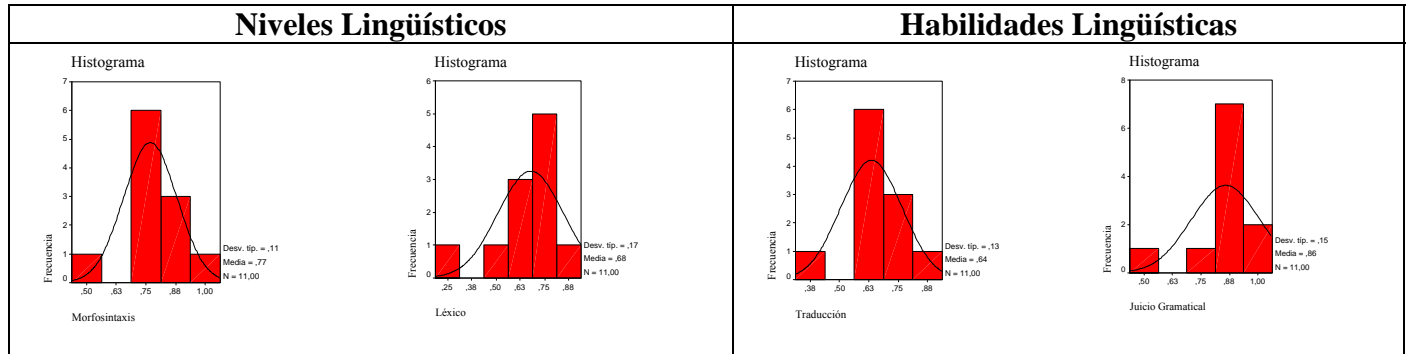 Niveles Lingüísticos
Habilidades Lingüísticas
Histograma
7
6
5
4
3
2
1
0
Frecuencia
,50 ,63 ,75 ,88 1,00
Desv. típ. = ,11
Media = ,77
N = 11,00
Morfosintaxis
Histograma
6
5
4
3
2
1
0
Frecuencia
,25 ,38 ,50 ,63 ,75 ,88
Desv. típ. = ,17
Media = ,68
N = 11,00
Léxico
Histograma
7
6
5
4
3
2
1
0
Frecuencia
,38 ,50 ,63 ,75 ,88
Desv. típ. = ,13
Media = ,64
N = 11,00
Traducción
Histograma
8
6
4
2
0
Frecuencia
,50 ,63 ,75 ,88 1,00
Desv. típ. = ,15
Media = ,86
N = 11,00
Juicio Gramatical